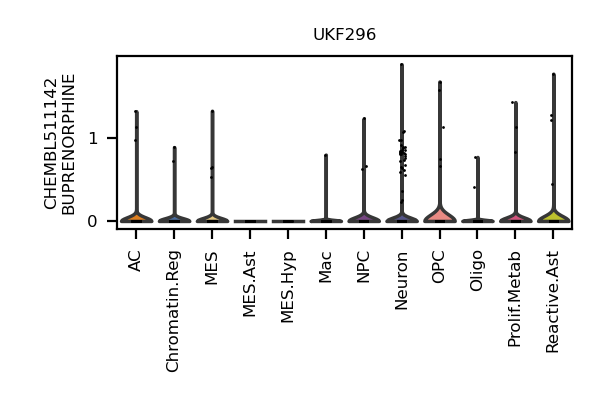 UKF296
CHEMBL511142
BUPRENORPHINE
1
0
AC
Chromatin.Reg
MES
MES.Ast
MES.Hyp
Mac
NPC
Neuron
OPC
Oligo
Prolif.Metab
Reactive.Ast